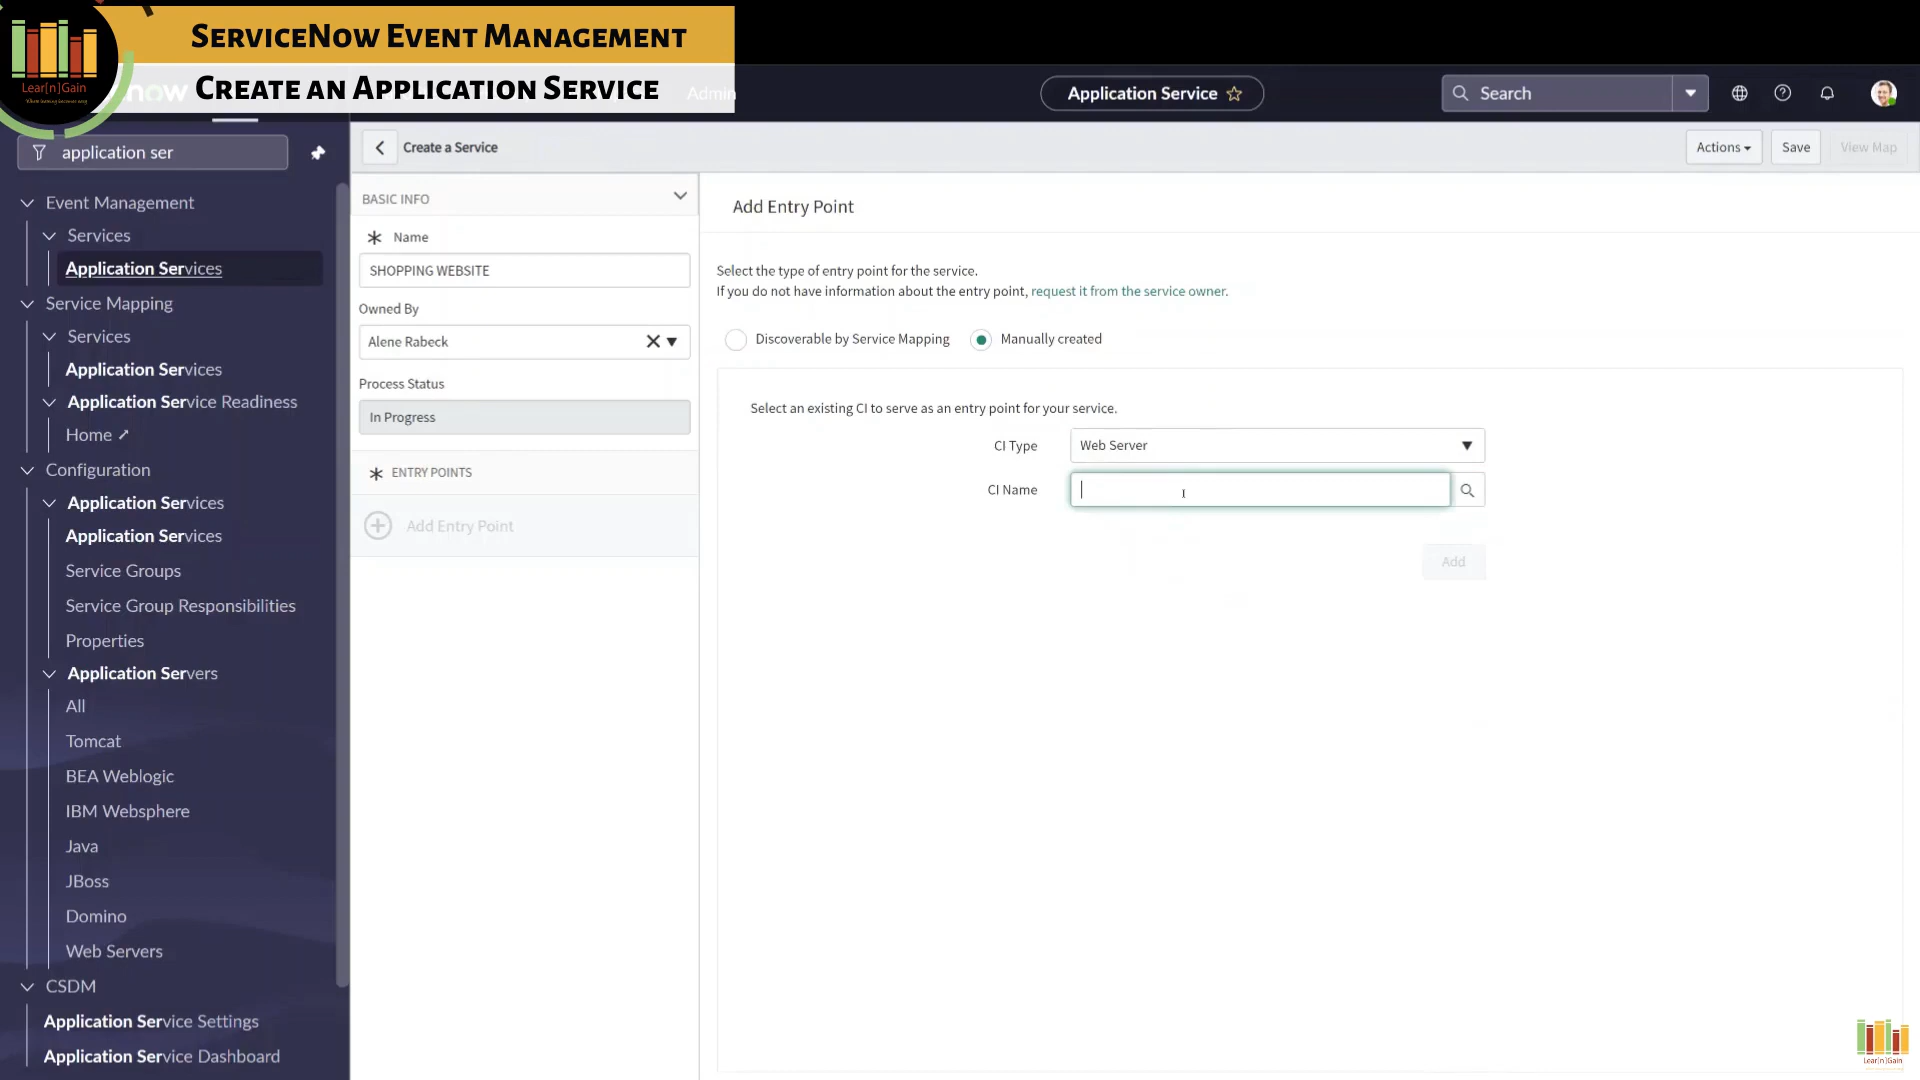 ServiceNow Event Management
Create an Application Service
Lear[n]Gain
now
Admin
Application Service
Search
application ser
Create a Service
Actions
Save
View Map
Event Management
Services
Application Services
Service Mapping
Services
Application Services
Application Service Readiness
Home
Configuration
Application Services
Application Services
Service Groups
Service Group Responsibilities
Properties
Application Servers
All
Tomcat
BEA Weblogic
IBM Websphere
Java
JBoss
Domino
Web Servers
CSDM
Application Service Settings
Application Service Dashboard
BASIC INFO
Name
SHOPPING WEBSITE
Owned By
Alene Rabeck
Process Status
In Progress
ENTRY POINTS
Add Entry Point
Add Entry Point
Select the type of entry point for the service.
If you do not have information about the entry point, request it from the service owner.
Discoverable by Service Mapping
Manually created
Select an existing CI to serve as an entry point for your service.
CI Type
Web Server
CI Name
Add
Lear[n]Gain